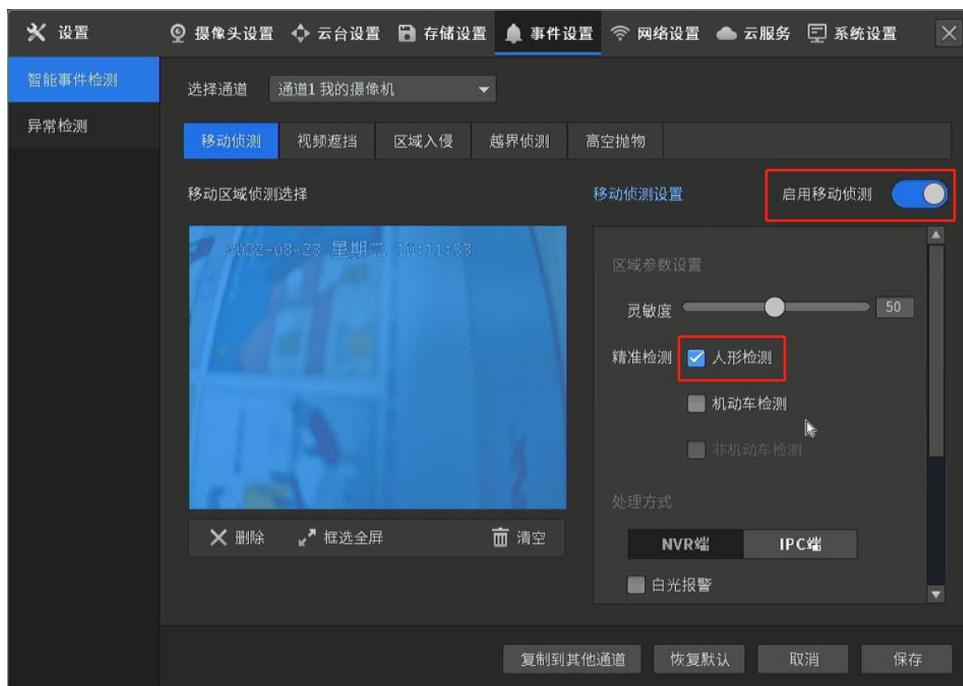 设置 摄像头设置 云台设置 存储设置 事件设置 网络设置 云服务 系统设置
智能事件检测
异常检测
选择通道 通道1 我的摄像机
移动侦测 视频遮挡 区域入侵 越界侦测 高空抛物
移动区域侦测选择
移动侦测设置 启用移动侦测
2022-08-23 星期二 10:11:53
区域参数设置
灵敏度 50
精准检测 人形检测
机动车检测
非机动车检测
处理方式
删除 框选全屏 清空
NVR端 IPC端
白光报警
复制到其他通道 恢复默认 取消 保存